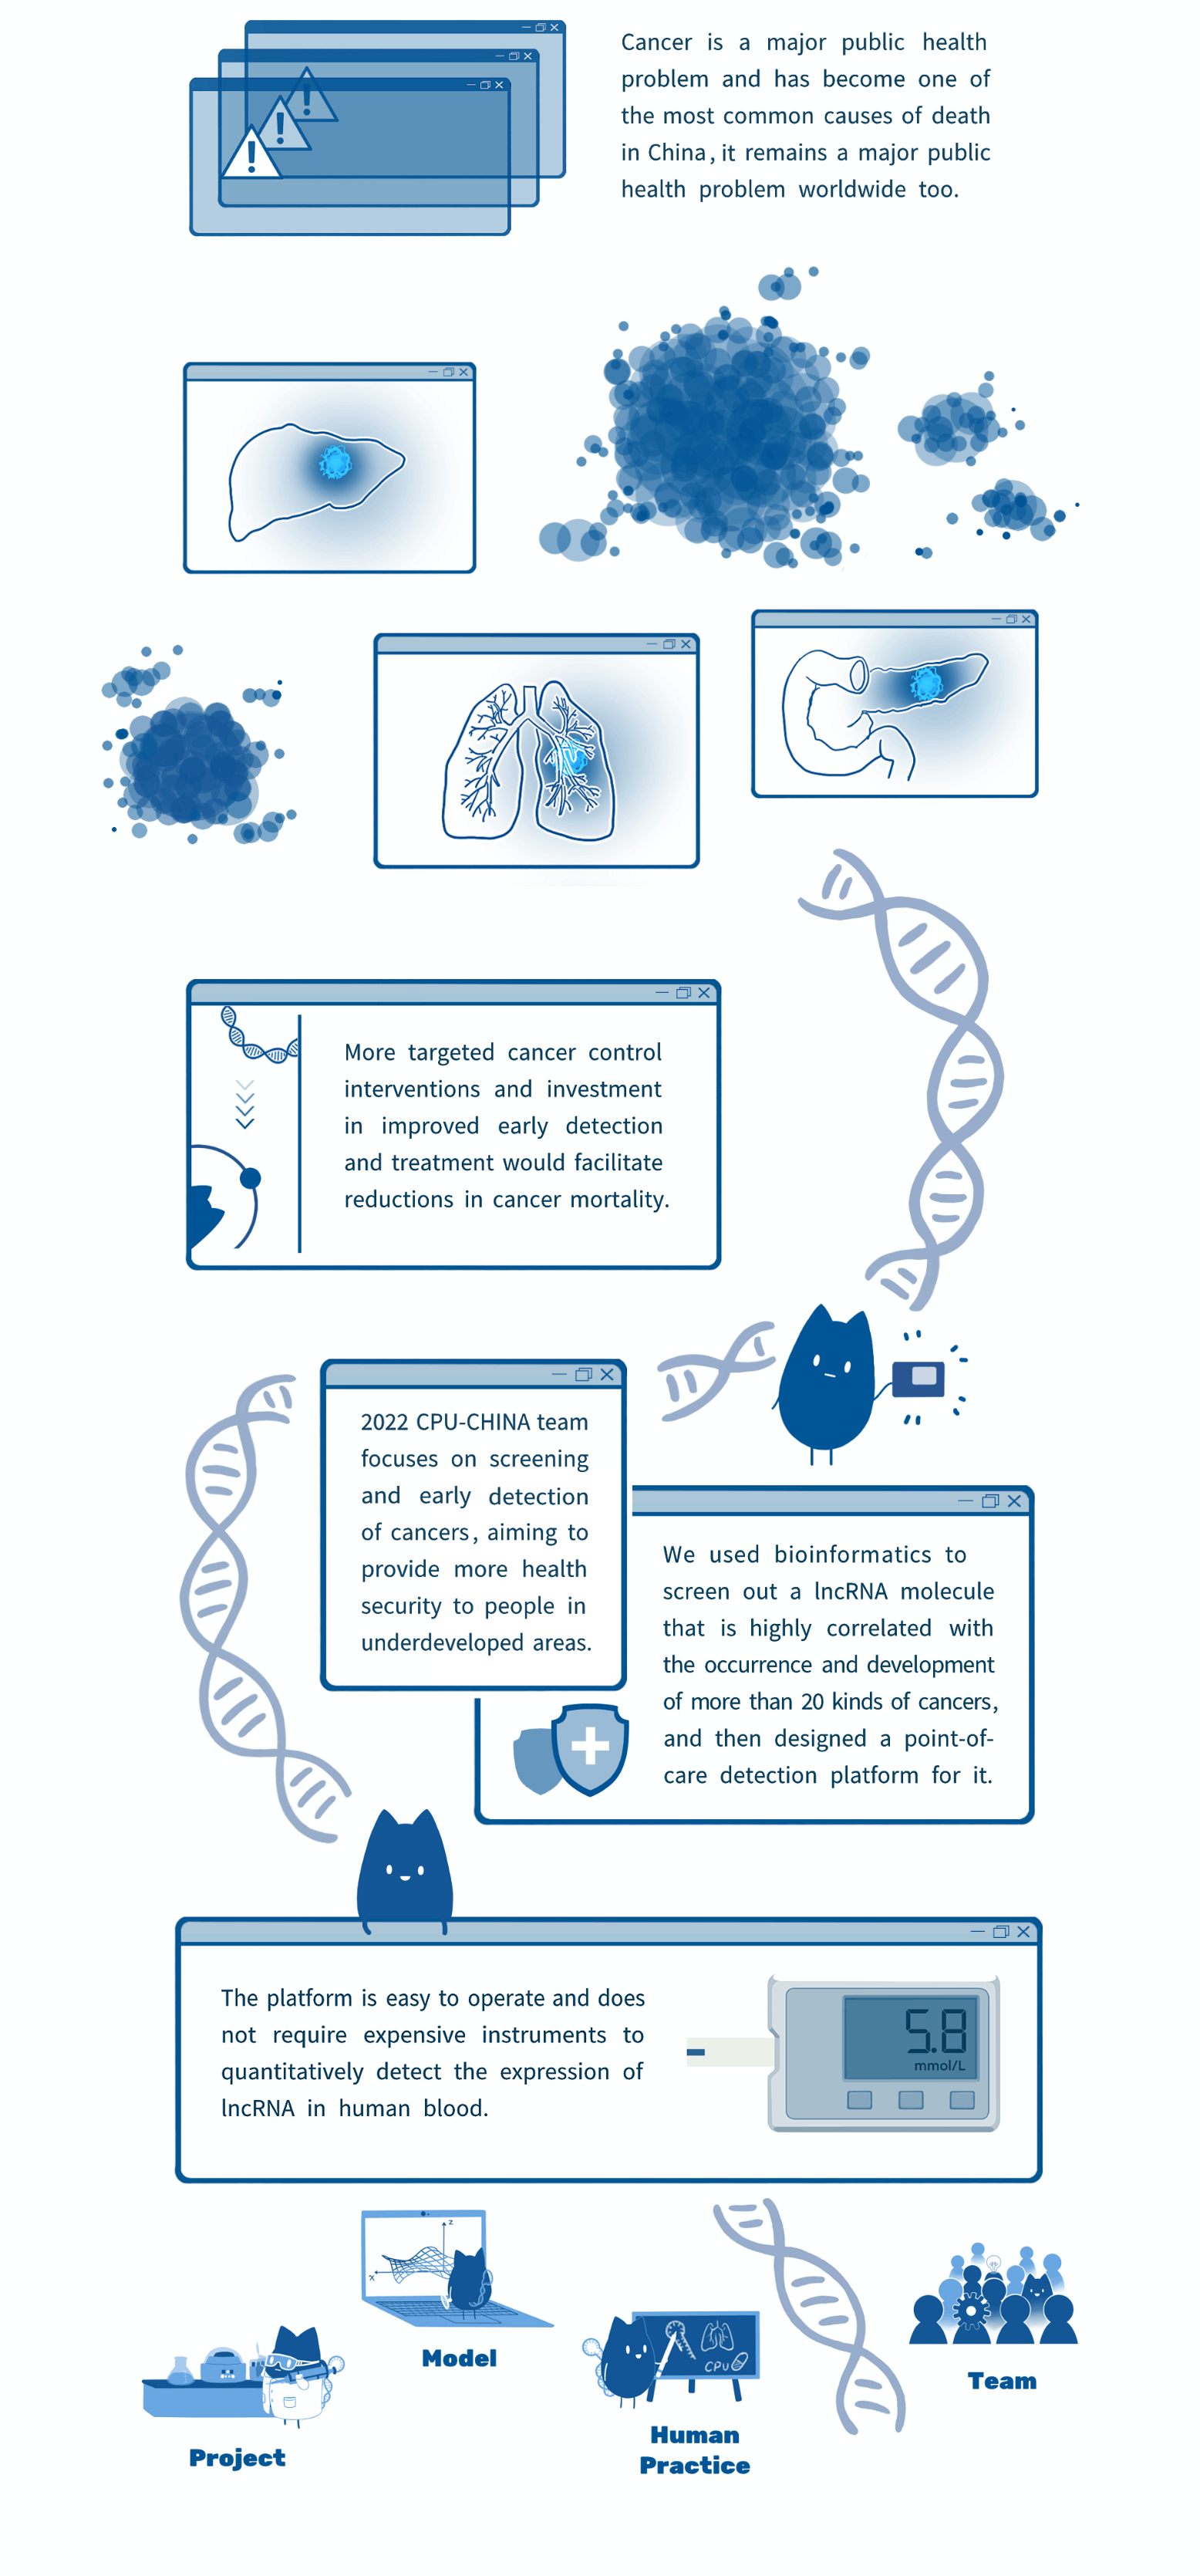 Cancer is a major public health
problem and has become one of
the most common causes of death
in China, it remains a major public
health problem worldwide too.
More targeted cancer control
interventions and investment
in improved early detection
and treatment would facilitate
reductions in cancer mortality.
2022 CPU-CHINA team
focuses on screening
and early detection
of cancers, aiming to
provide more health
security to people in
underdeveloped areas.
We used bioinformatics to
screen out a lncRNA molecule
that is highly correlated with
the occurrence and development
of more than 20 kinds of cancers,
and then designed a point-of-
care detection platform for it.
The platform is easy to operate and does
not require expensive instruments to
quantitatively detect the expression of
lncRNA in human blood.
5.8
mmol/L
z
x
Model
CPU
Team
Human
Practice
Project